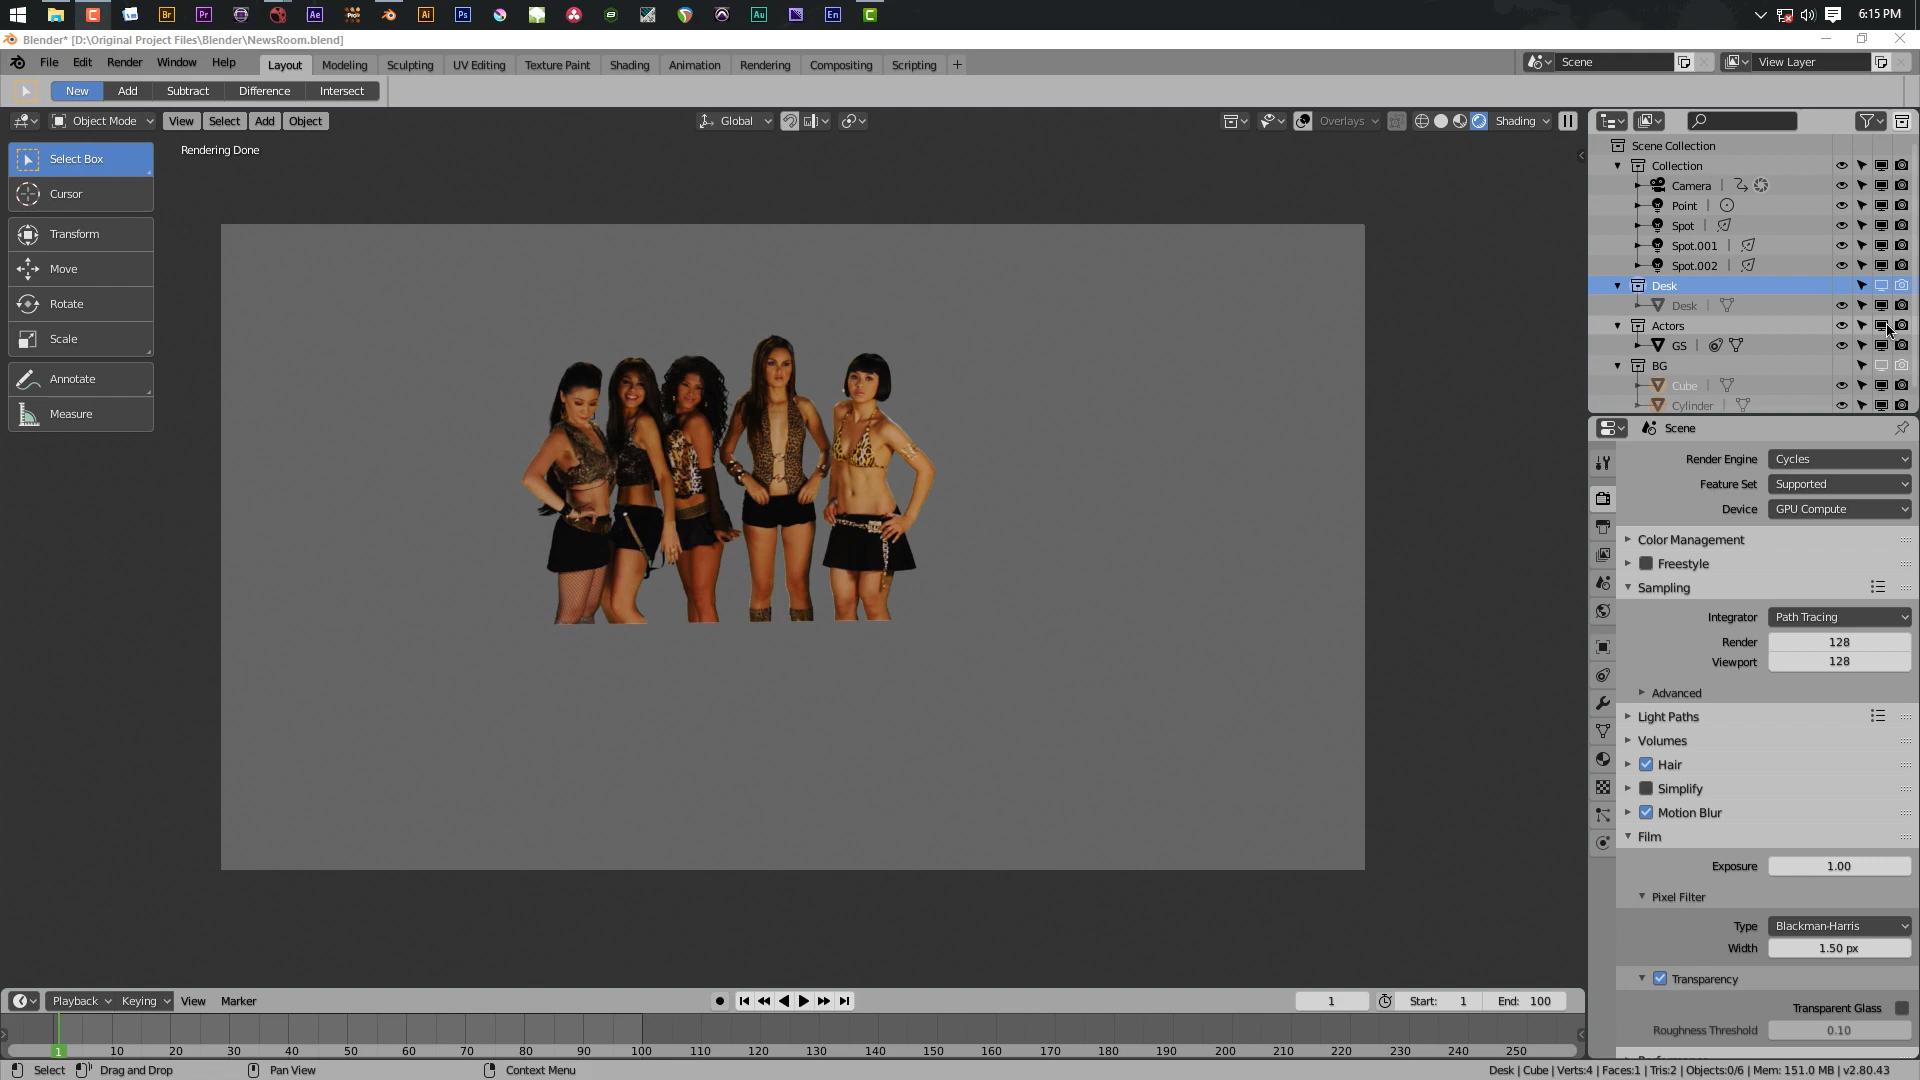 Br
Pr
Ae
Ai
Ps
Au
En
6:15 PM
Blender* [D:\Original Project Files\Blender\NewsRoom.blend]
File Edit Render Window Help
Layout Modeling Sculpting UV Editing Texture Paint Shading Animation Rendering Compositing Scripting +
Scene
View Layer
New Add Subtract Difference Intersect
Object Mode View Select Add Object
Global
Overlays
Shading
Rendering Done
Select Box
Cursor
Transform
Move
Rotate
Scale
Annotate
Measure
Scene Collection
Collection
Camera
Point
Spot
Spot.001
Spot.002
Desk
Desk
Actors
GS
BG
Cube
Cylinder
Scene
Render Engine Cycles
Feature Set Supported
Device GPU Compute
Color Management
Freestyle
Sampling
Integrator Path Tracing
Render 128
Viewport 128
Advanced
Light Paths
Volumes
Hair
Simplify
Motion Blur
Film
Exposure 1.00
Pixel Filter
Type Blackman-Harris
Width 1.50 px
Transparency
Transparent Glass
Roughness Threshold 0.10
Playback Keying View Marker
1 Start: 1 End: 100
1 10 20 30 40 50 60 70 80 90 100 110 120 130 140 150 160 170 180 190 200 210 220 230 240 250
Select Drag and Drop Pan View Context Menu
Desk | Cube | Verts:4 | Faces:1 | Tris:2 | Objects:0/6 | Mem: 151.0 MB | v2.80.43